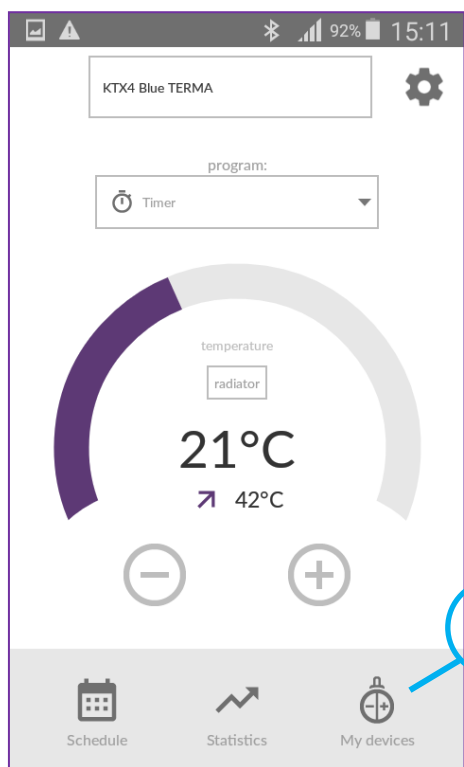 92% 15:11
KTX4 Blue TERMA
program:
Timer
temperature
radiator
21°C
42°C
Schedule Statistics My devices